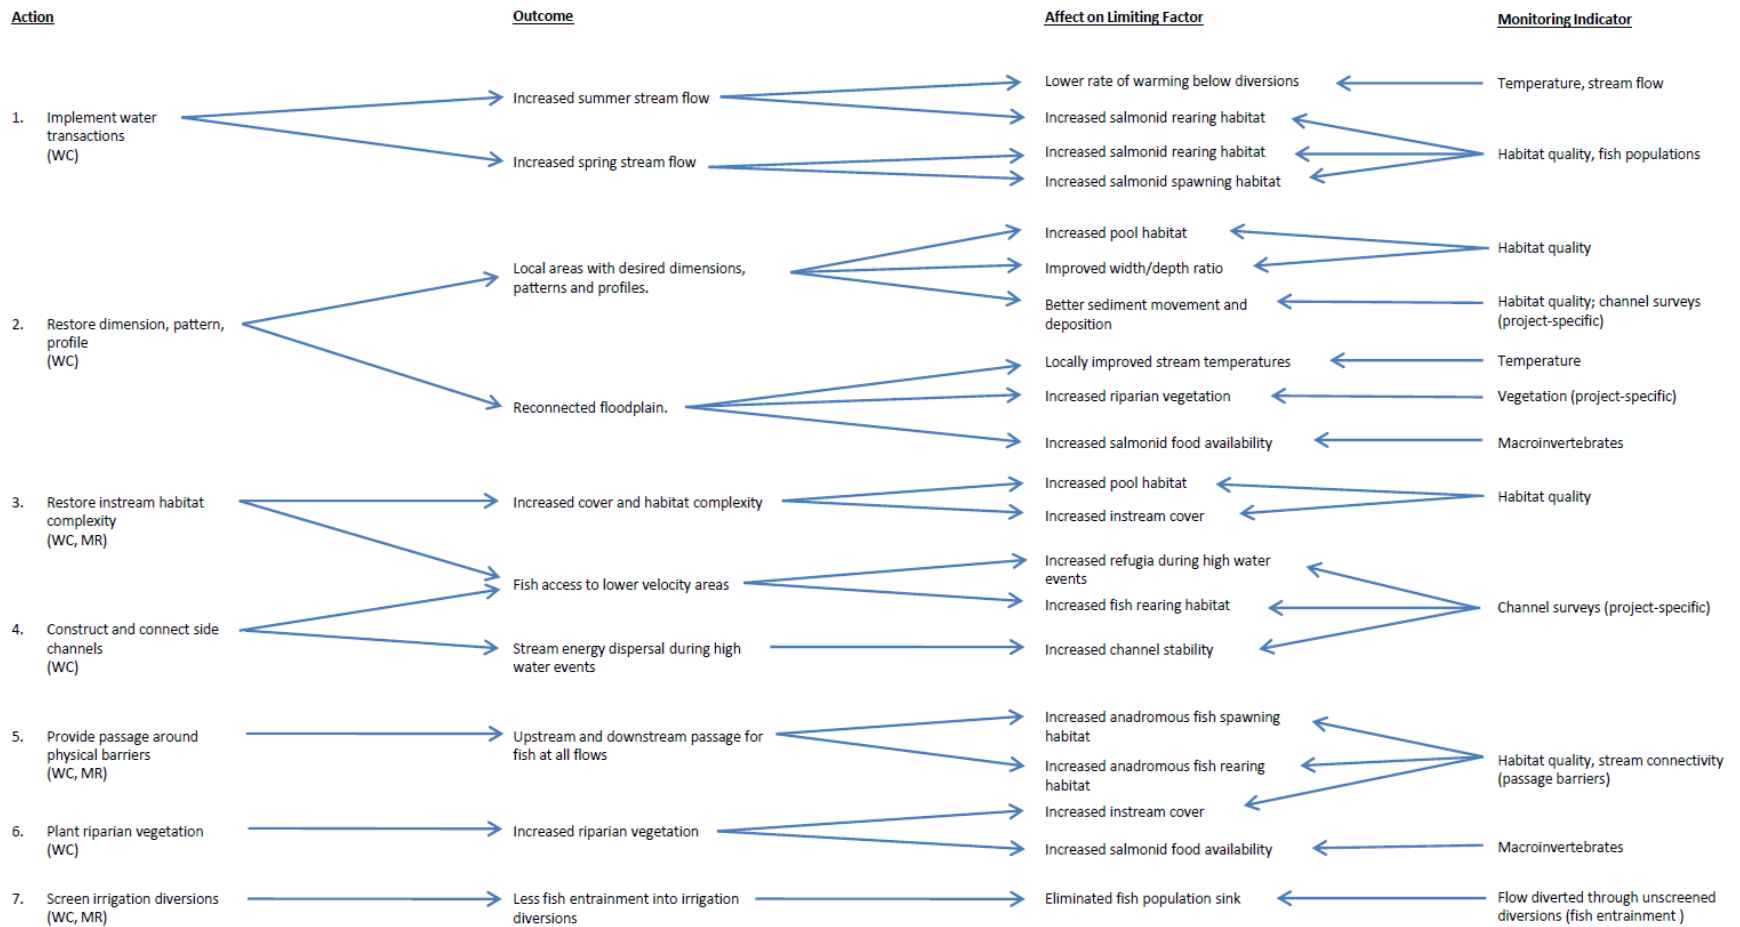 Action
Outcome
Affect on Limiting Factor
Monitoring Indicator
1. Implement water
transactions
(WC)
Increased summer stream flow
Increased spring stream flow
Lower rate of warming below diversions
Increased salmonid rearing habitat
Increased salmonid rearing habitat
Increased salmonid spawning habitat
Temperature, stream flow
Habitat quality, fish populations
2. Restore dimension, pattern,
profile
(WC)
Local areas with desired dimensions,
patterns and profiles.
Reconnected floodplain.
Increased pool habitat
Improved width/depth ratio
Better sediment movement and
deposition
Locally improved stream temperatures
Increased riparian vegetation
Increased salmonid food availability
Habitat quality
Habitat quality; channel surveys
(project-specific)
Temperature
Vegetation (project-specific)
Macroinvertebrates
3. Restore instream habitat
complexity
(WC, MR)
Increased cover and habitat complexity
Fish access to lower velocity areas
Increased pool habitat
Increased instream cover
Increased refugia during high water
events
Increased fish rearing habitat
Habitat quality
Channel surveys (project-specific)
4. Construct and connect side
channels
(WC)
Stream energy dispersal during high
water events
Increased channel stability
5. Provide passage around
physical barriers
(WC, MR)
Upstream and downstream passage for
fish at all flows
Increased anadromous fish spawning
habitat
Increased anadromous fish rearing
habitat
Habitat quality, stream connectivity
(passage barriers)
6. Plant riparian vegetation
(WC)
Increased riparian vegetation
Increased instream cover
Increased salmonid food availability
Macroinvertebrates
7. Screen irrigation diversions
(WC, MR)
Less fish entrainment into irrigation
diversions
Eliminated fish population sink
Flow diverted through unscreened
diversions (fish entrainment )